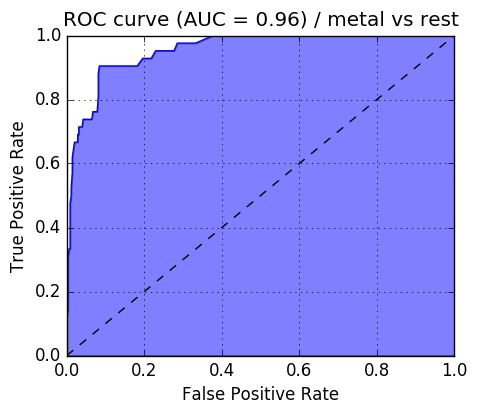 ROC curve (AUC = 0.96) / metal vs rest
1.0
0.8
0.6
0.4
0.2
0.0
True Positive Rate
0.0 0.2 0.4 0.6 0.8 1.0
False Positive Rate